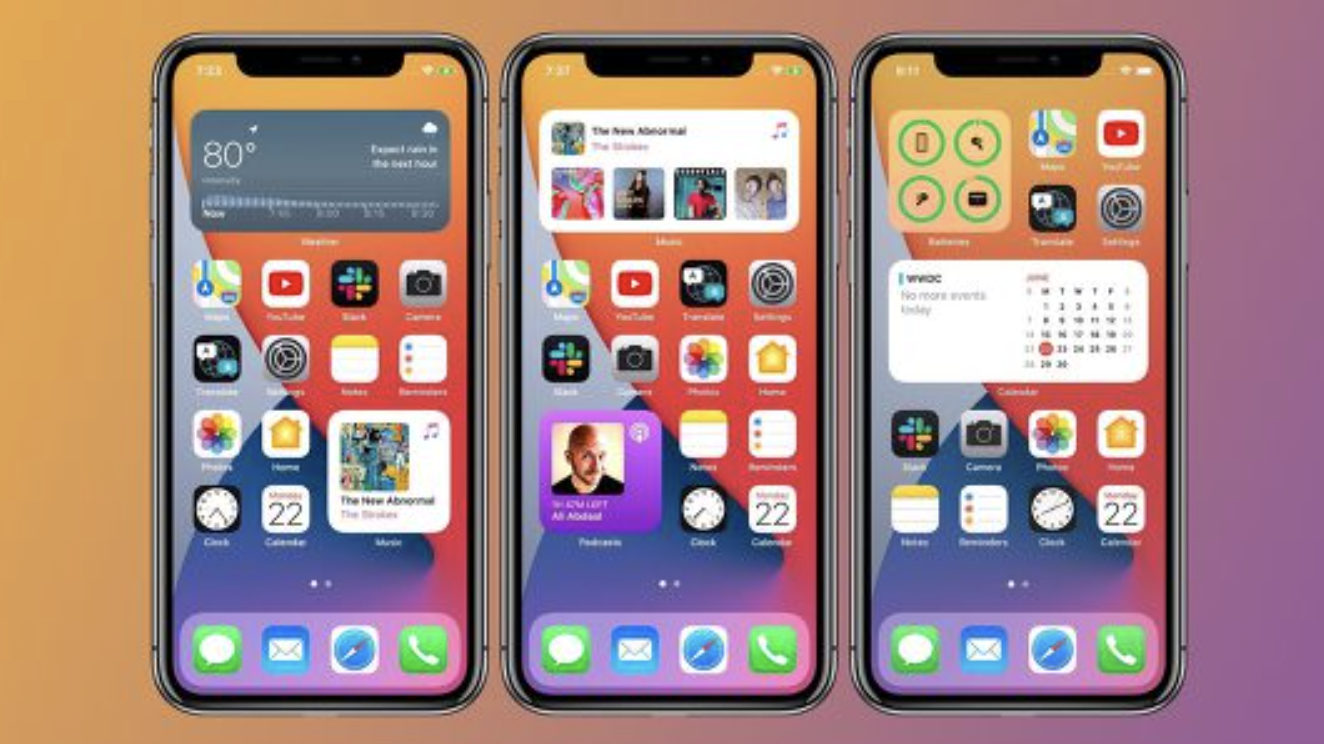 7:23
80°
Expect rain in
the next hour
Intensity
Now 7:45 8:00 8:15 8:30
Weather
Maps YouTube Slack Camera
Translate Settings Notes Reminders
Photos Home
The New Abnormal
The Strokes
Monday
22
Clock Calendar Music
7:37
The New Abnormal
The Strokes
Music
Maps YouTube Translate Settings
Slack Camera Photos Home
1H 47M LEFT
Ali Abdaal
Notes Reminders
Monday
22
Podcasts Clock Calendar
8:11
Maps YouTube
Batteries Translate Settings
WWDC
No more events
today
JUNE
S M T W T F S
1 2 3 4 5 6
7 8 9 10 11 12 13
14 15 16 17 18 19 20
21 22 23 24 25 26 27
28 29 30
Calendar
Slack Camera Photos Home
Monday
22
Notes Reminders Clock Calendar